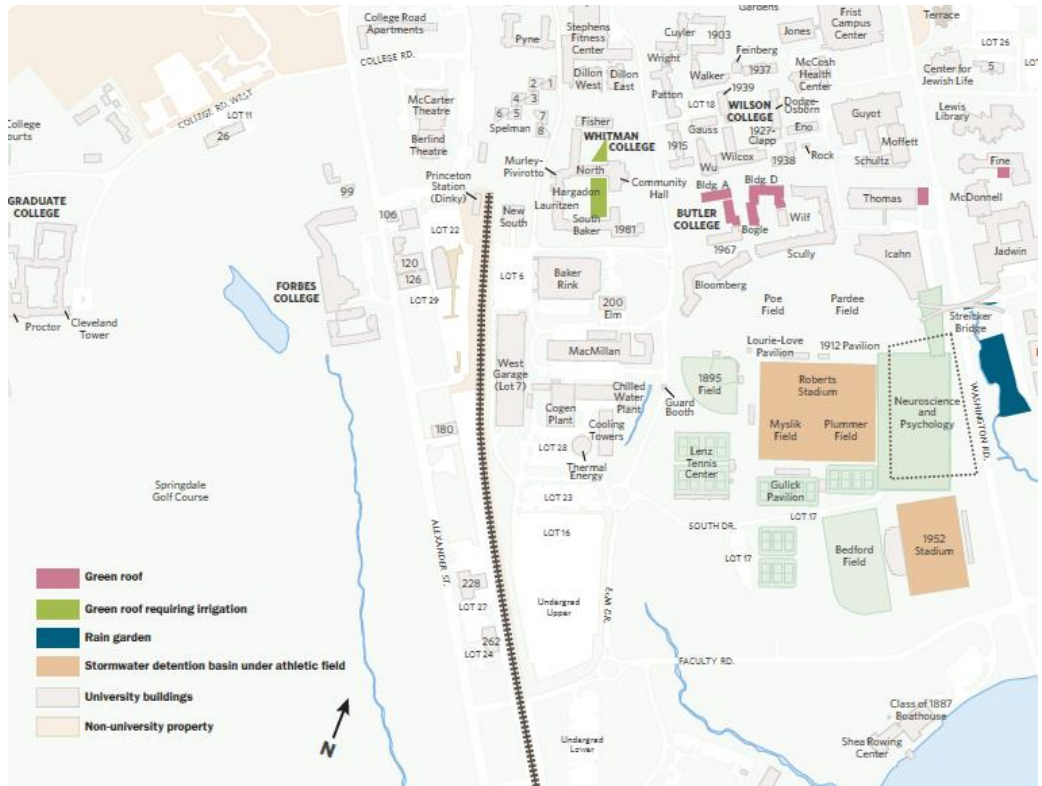 College Road
Apartments
COLLEGE RD.
COLLEGE RD. WEST
LOT 11
26
College
ourts
McCarter
Theatre
Berlind
Theatre
Pyne
Stephens
Fitness
Center
Dillon
West
Dillon
East
2
1
4
3
6
5
7
8
Spelman
Fisher
WHITMAN
COLLEGE
North
Murley-
Pivirotto
Hargadon
Lauritzen
Community
Hall
South
Baker
1981
Princeton
Station
(Dinky)
New
South
Cuyler
1903
Wright
Walker
Patton
LOT 18
Gauss
1915
Wu
Wilcox
Feinberg
1937
1939
WILSON
COLLEGE
1927-
Clapp
Dodge-
Osborn
Eno
1938
Rock
McCosh
Health
Center
Jones
Gardens
Frist
Campus
Center
Terrace
LOT 26
Center for
Jewish Life
5
Lewis
Library
Guyot
Moffett
Schultz
Fine
McDonnell
Thomas
Jadwin
Icahn
Bldg. A
Bldg. D
BUTLER
COLLEGE
Bogle
Wilf
1967
Scully
Bloomberg
GRADUATE
COLLEGE
Proctor
Cleveland
Tower
99
106
120
126
LOT 22
LOT 29
FORBES
COLLEGE
LOT 6
Baker
Rink
200
Elm
MacMillan
West
Garage
(Lot 7)
Cogen
Plant
Chilled
Water
Plant
Cooling
Towers
LOT 28
Thermal
Energy
LOT 23
LOT 16
Guard
Booth
1895
Field
Lenz
Tennis
Center
Poe
Field
Pardee
Field
Lourie-Love
Pavilion
1912 Pavilion
Roberts
Stadium
Myslik
Field
Plummer
Field
Gulick
Pavilion
Streicker
Bridge
Neuroscience
and
Psychology
WASHINGTON RD.
SOUTH DR.
LOT 17
LOT 17
Bedford
Field
1952
Stadium
180
Springdale
Golf Course
ALEXANDER ST.
228
LOT 27
262
LOT 24
Undergrad
Upper
Undergrad
Lower
ELM DR.
FACULTY RD.
Class of 1887
Boathouse
Shea Rowing
Center
Green roof
Green roof requiring irrigation
Rain garden
Stormwater detention basin under athletic field
University buildings
Non-university property
N